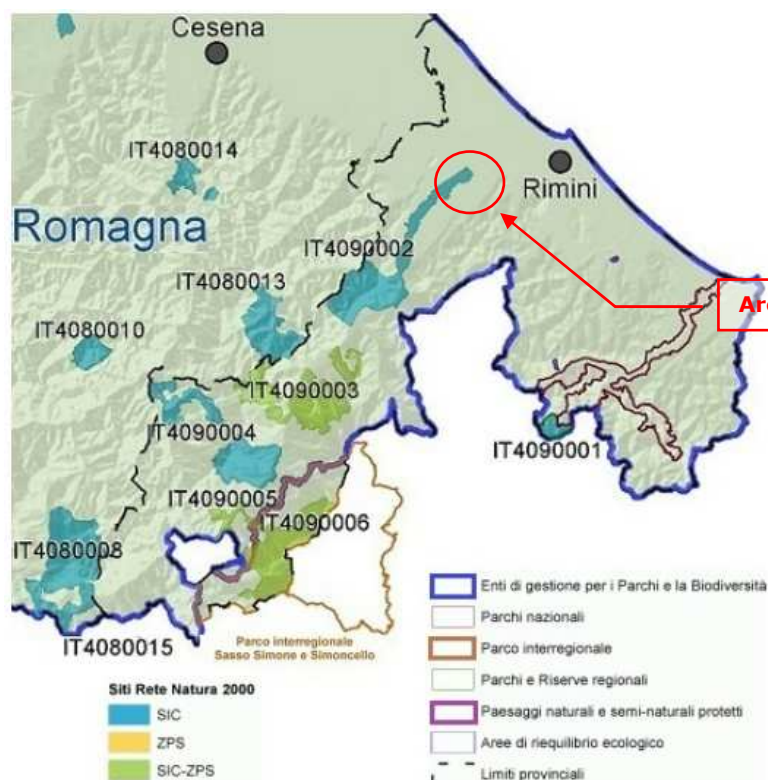 Cesena
IT4080014
Rimini
Romagna
IT4090002
IT4080013
IT4080010
IT4090003
IT4090004
IT4090001
IT4090005
IT4090006
IT4080008
IT4080015
Parco interregionale
Sasso Simone e Simoncello
Siti Rete Natura 2000
SIC
ZPS
SIC-ZPS
Enti di gestione per i Parchi e la Biodiversità
Parchi nazionali
Parco interregionale
Parchi e Riserve regionali
Paesaggi naturali e semi-naturali protetti
Aree di riequilibrio ecologico
Limiti provinciali